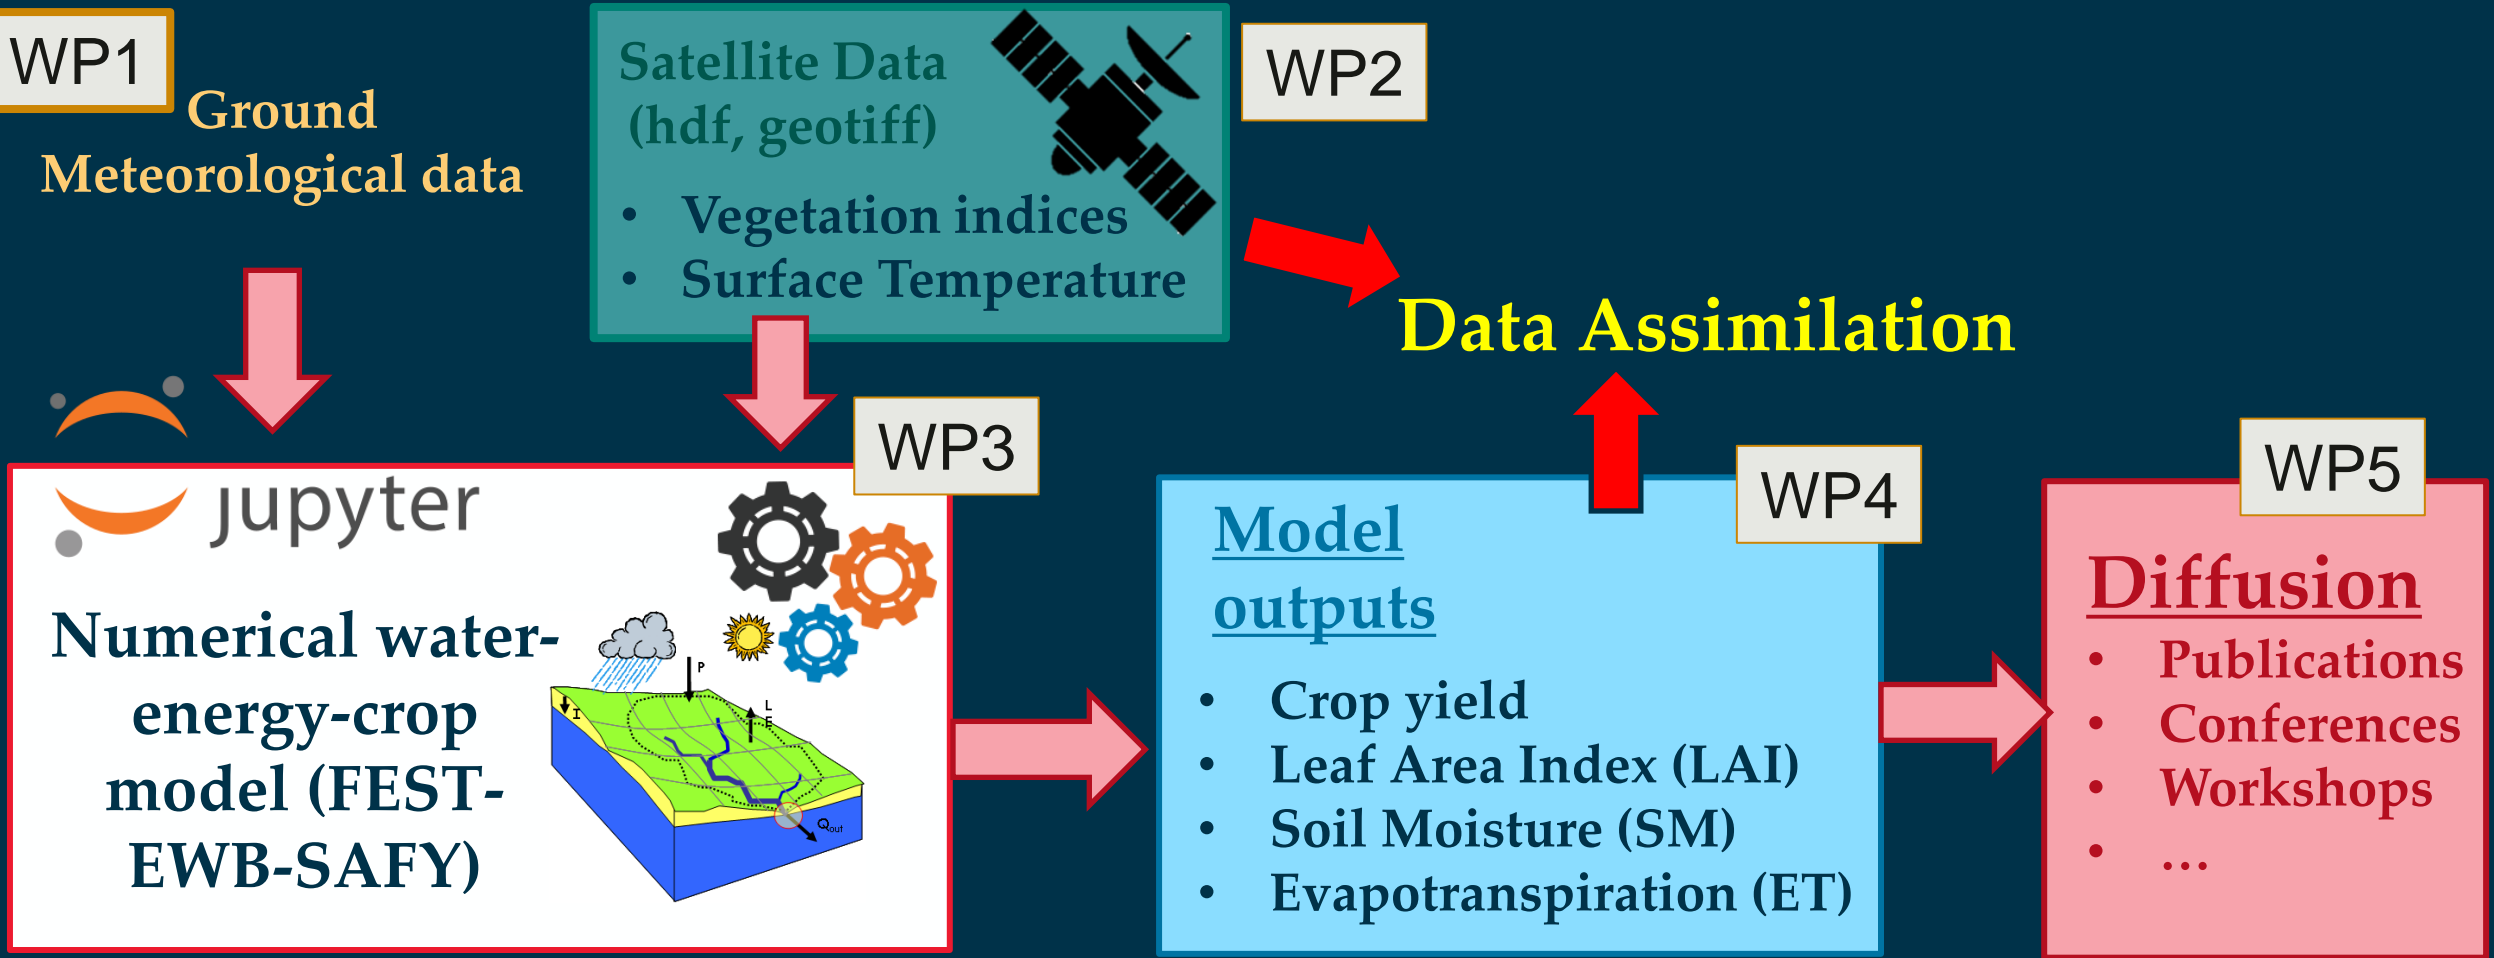 WP1
Ground
Meteorological data
Satellite Data
(hdf, geotiff)
• Vegetation indices
• Surface Temperature
WP2
Data Assimilation
WP3
jupyter
Numerical water-
energy-crop
model (FEST-
EWB-SAFY)
P
I
L
E
Qout
WP4
Model
outputs
• Crop yield
• Leaf Area Index (LAI)
• Soil Moisture (SM)
• Evapotranspiration (ET)
WP5
Diffusion
• Publications
• Conferences
• Workshops
• ...